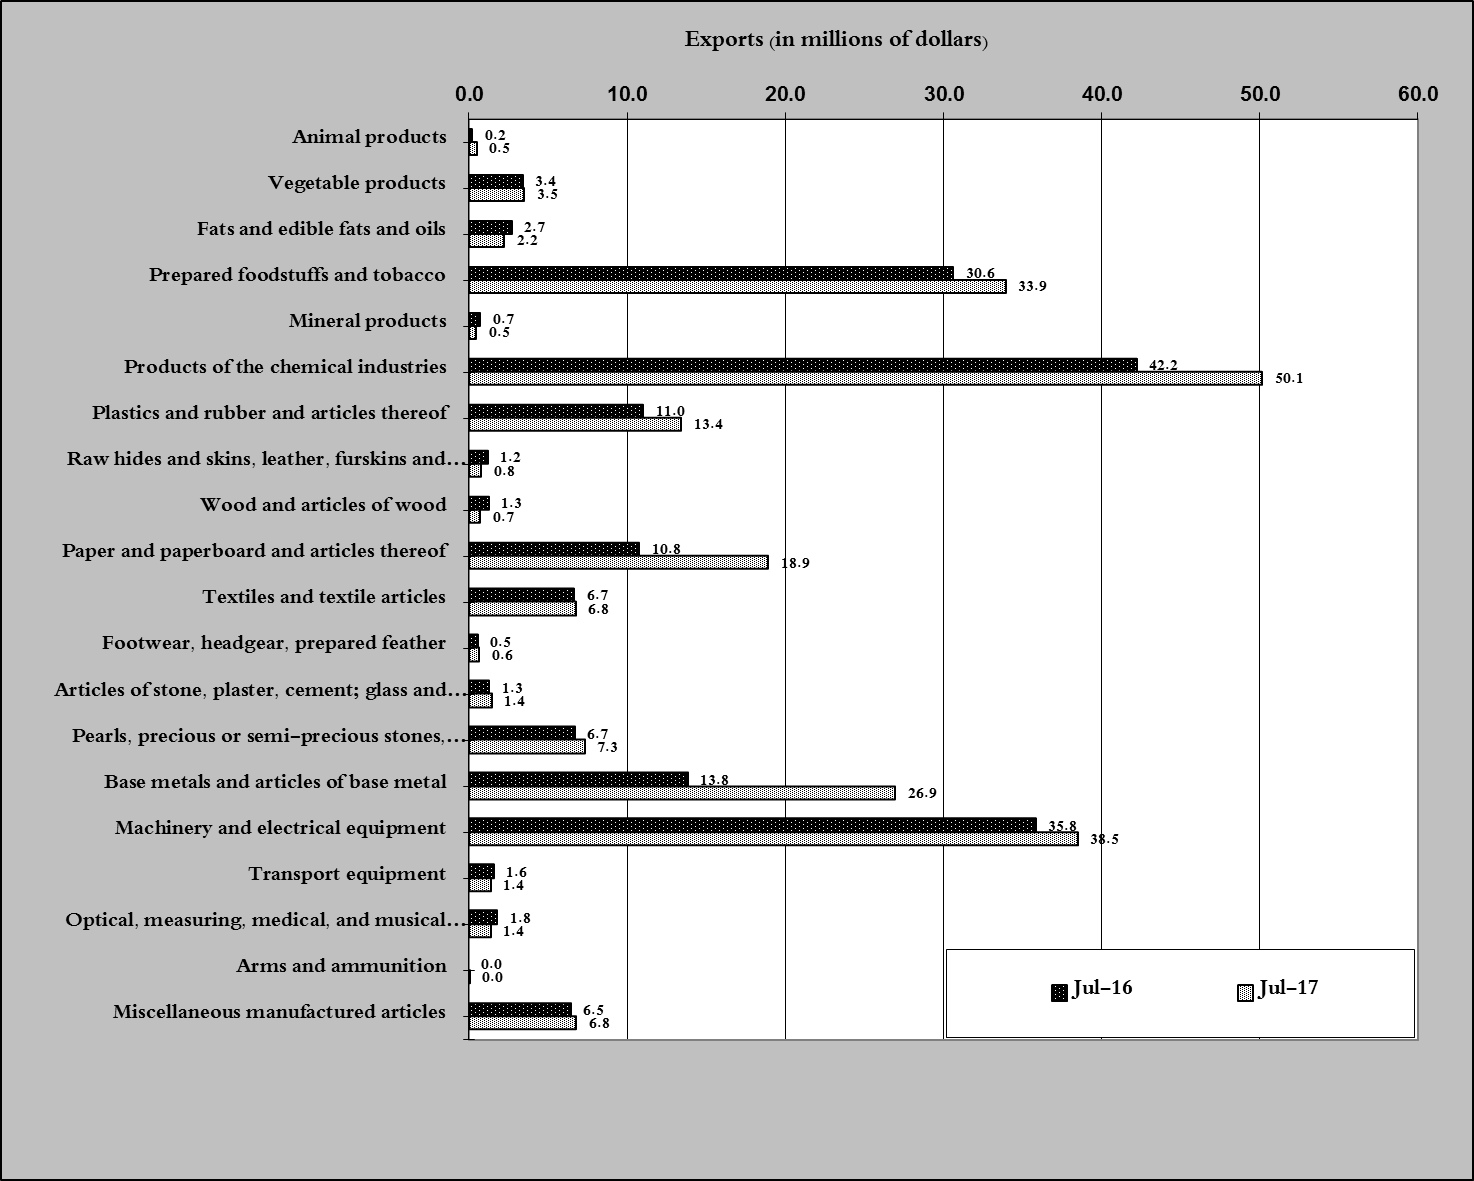 Exports (in millions of dollars)
0.0 10.0 20.0 30.0 40.0 50.0 60.0
Animal products 0.2
0.5
Vegetable products 3.4
3.5
Fats and edible fats and oils 2.7
2.2
Prepared foodstuffs and tobacco 30.6
33.9
Mineral products 0.7
0.5
Products of the chemical industries 42.2
50.1
Plastics and rubber and articles thereof 11.0
13.4
Raw hides and skins, leather, furskins and… 1.2
0.8
Wood and articles of wood 1.3
0.7
Paper and paperboard and articles thereof 10.8
18.9
Textiles and textile articles 6.7
6.8
Footwear, headgear, prepared feather 0.5
0.6
Articles of stone, plaster, cement; glass and… 1.3
1.4
Pearls, precious or semi-precious stones,… 6.7
7.3
Base metals and articles of base metal 13.8
26.9
Machinery and electrical equipment 35.8
38.5
Transport equipment 1.6
1.4
Optical, measuring, medical, and musical… 1.8
1.4
Arms and ammunition 0.0
0.0
Miscellaneous manufactured articles 6.5
6.8
Jul-16 Jul-17